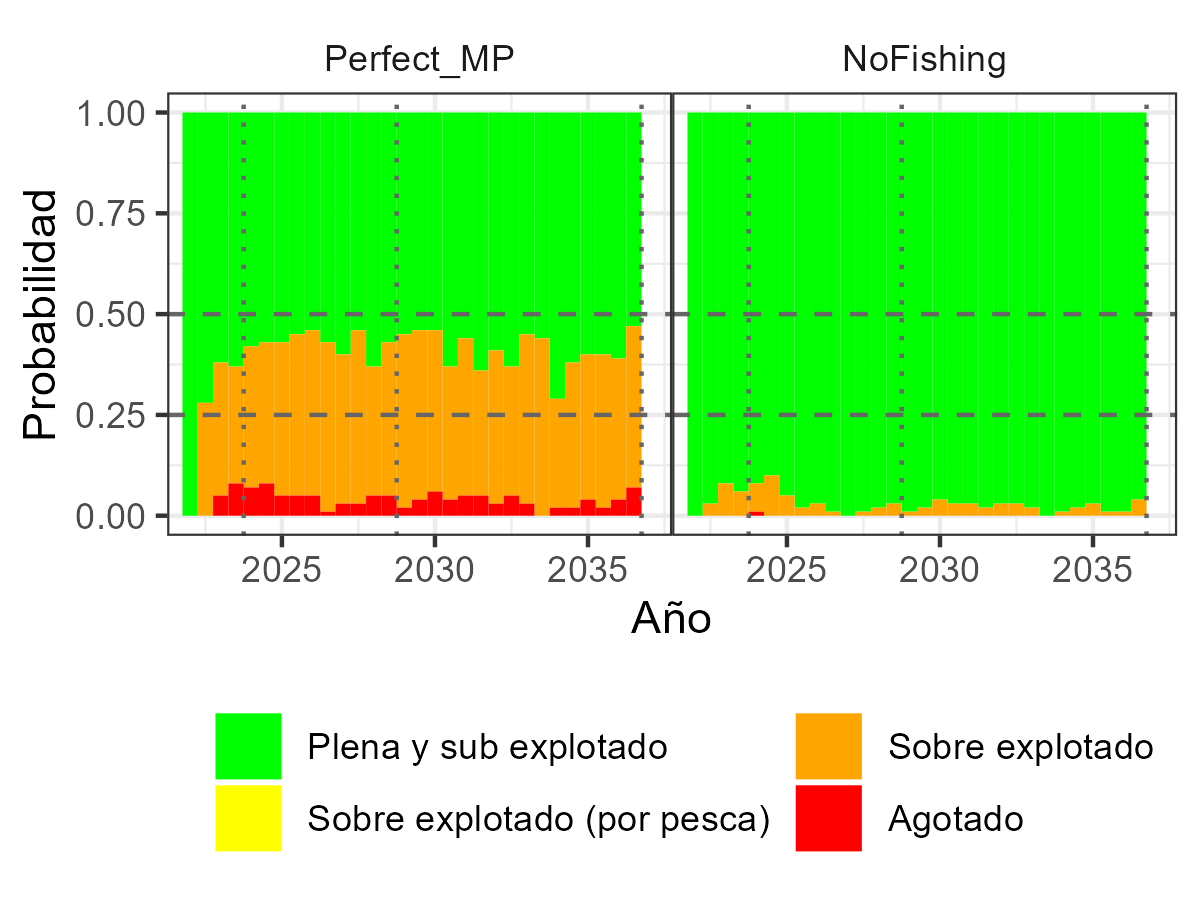 Perfect_MP NoFishing
1.00
0.75
0.50
0.25
0.00
Probabilidad
2025 2030 2035 2025 2030 2035
Año
Plena y sub explotado Sobre explotado
Sobre explotado (por pesca) Agotado